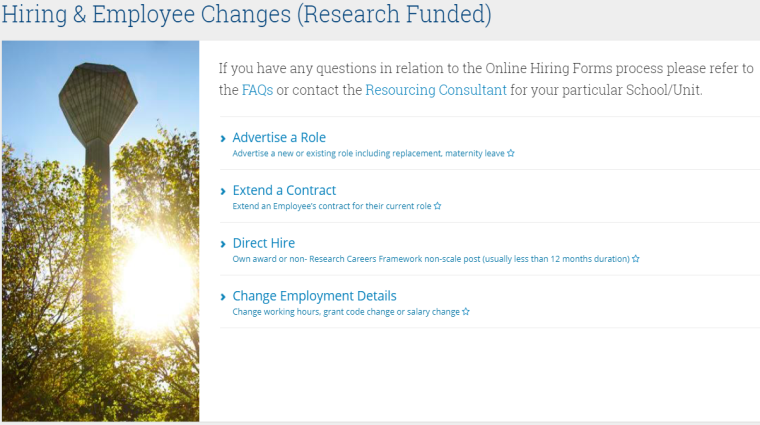 Hiring & Employee Changes (Research Funded)
If you have any questions in relation to the Online Hiring Forms process please refer to
the FAQs or contact the Resourcing Consultant for your particular School/Unit.
Advertise a Role
Advertise a new or existing role including replacement, maternity leave
Extend a Contract
Extend an Employee's contract for their current role
Direct Hire
Own award or non- Research Careers Framework non-scale post (usually less than 12 months duration)
Change Employment Details
Change working hours, grant code change or salary change